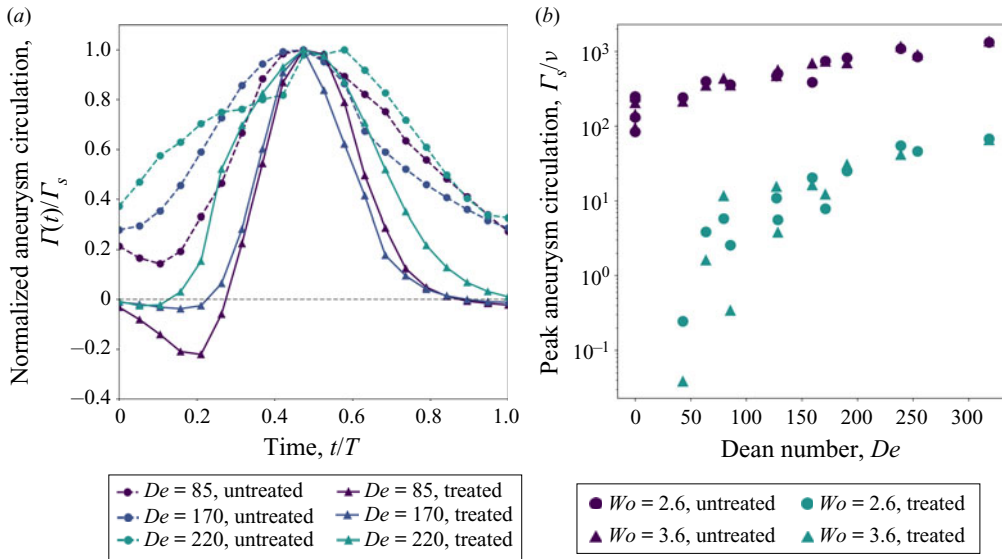 (a)
Normalized aneurysm circulation,
Γ(t)/Γs
1.0
0.8
0.6
0.4
0.2
0
−0.2
−0.4
0
0.2
0.4
0.6
0.8
1.0
Time, t/T
De = 85, untreated
De = 170, untreated
De = 220, untreated
De = 85, treated
De = 170, treated
De = 220, treated
(b)
Peak aneurysm circulation, Γs/ν
10³
10²
10¹
10⁰
10⁻¹
0
50
100
150
200
250
300
Dean number, De
Wo = 2.6, untreated
Wo = 3.6, untreated
Wo = 2.6, treated
Wo = 3.6, treated